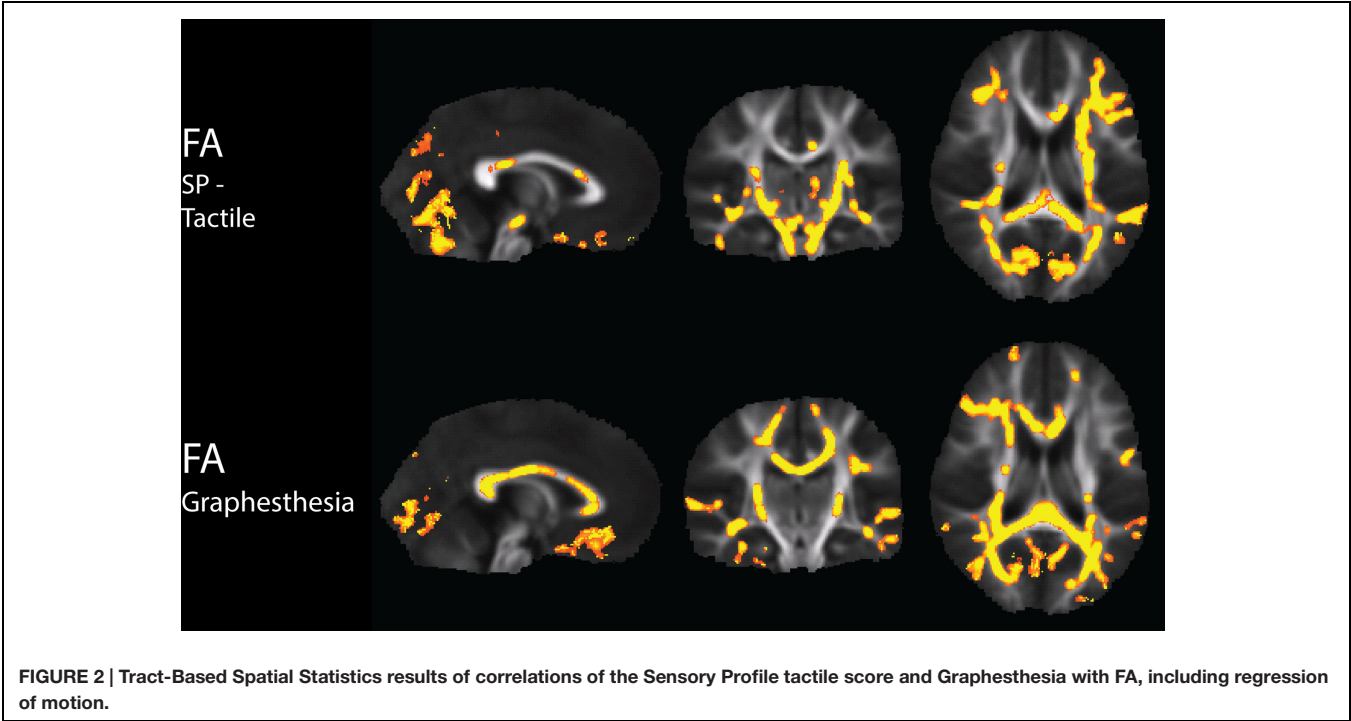 FA
SP -
Tactile
FA
Graphesthesia
FIGURE 2 | Tract-Based Spatial Statistics results of correlations of the Sensory Profile tactile score and Graphesthesia with FA, including regression
of motion.